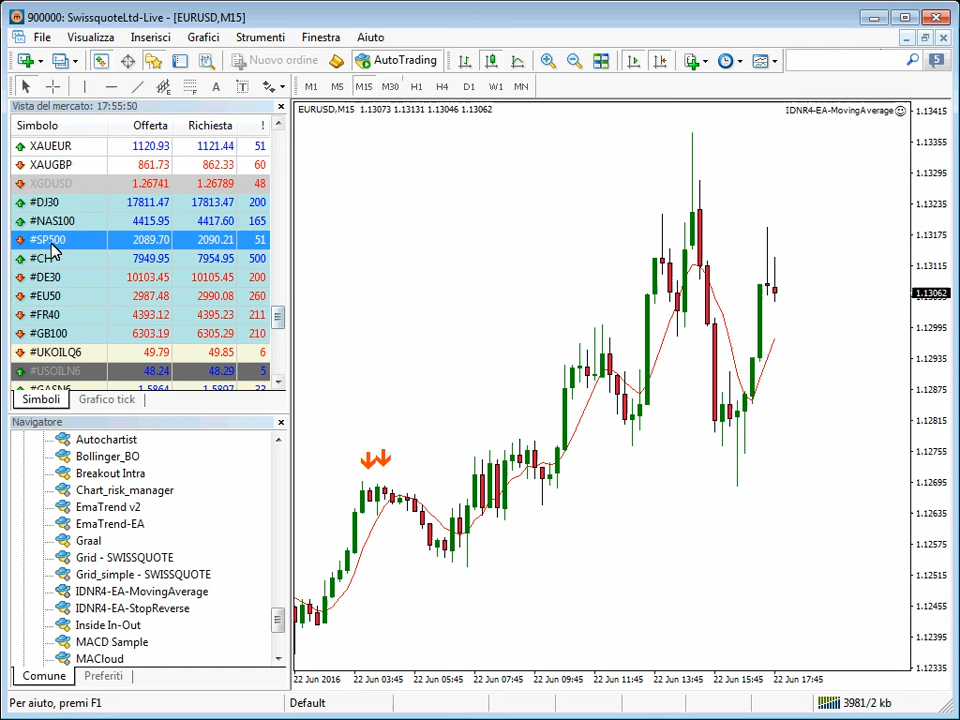 900000: SwissquoteLtd-Live - [EURUSD,M15]
File Visualizza Inserisci Grafici Strumenti Finestra Aiuto
Nuovo ordine AutoTrading 5
A T M1 M5 M15 M30 H1 H4 D1 W1 MN
Vista del mercato: 17:55:50
Simbolo Offerta Richiesta !
XAUEUR 1120.93 1121.44 51
XAUGBP 861.73 862.33 60
XGDUSD 1.26741 1.26789 48
#DJ30 17811.47 17813.47 200
#NAS100 4415.95 4417.60 165
#SP500 2089.70 2090.21 51
#CH 7949.95 7954.95 500
#DE30 10103.45 10105.45 200
#EU50 2987.48 2990.08 260
#FR40 4393.12 4395.23 211
#GB100 6303.19 6305.29 210
#UKOILQ6 49.79 49.85 6
#USOILN6 48.24 48.29 5
#GASN6 1.5864 1.5897 33
Simboli Grafico tick
Navigatore
Autochartist
Bollinger_BO
Breakout Intra
Chart_risk_manager
EmaTrend v2
EmaTrend-EA
Graal
Grid - SWISSQUOTE
Grid_simple - SWISSQUOTE
IDNR4-EA-MovingAverage
IDNR4-EA-StopReverse
Inside In-Out
MACD Sample
MACloud
Comune Preferiti
EURUSD,M15 1.13073 1.13131 1.13046 1.13062
IDNR4-EA-MovingAverage
1.13415
1.13355
1.13295
1.13235
1.13175
1.13115
1.13062
1.12995
1.12935
1.12875
1.12815
1.12755
1.12695
1.12635
1.12575
1.12515
1.12455
1.12395
1.12335
22 Jun 2016 22 Jun 03:45 22 Jun 05:45 22 Jun 07:45 22 Jun 09:45 22 Jun 11:45 22 Jun 13:45 22 Jun 15:45 22 Jun 17:45
Per aiuto, premi F1 Default 3981/2 kb